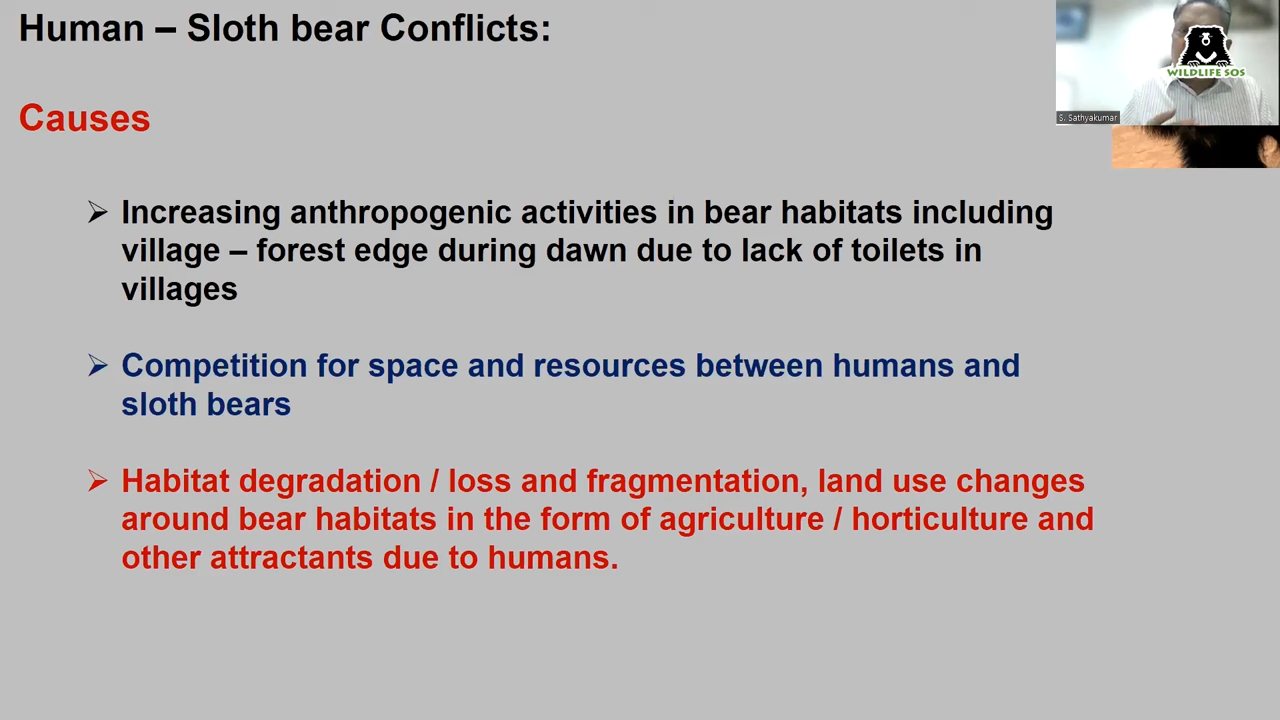 Human – Sloth bear Conflicts:
WILDLIFE SOS
S. Sathyakumar
Causes
➢ Increasing anthropogenic activities in bear habitats including
village – forest edge during dawn due to lack of toilets in
villages
➢ Competition for space and resources between humans and
sloth bears
➢ Habitat degradation / loss and fragmentation, land use changes
around bear habitats in the form of agriculture / horticulture and
other attractants due to humans.